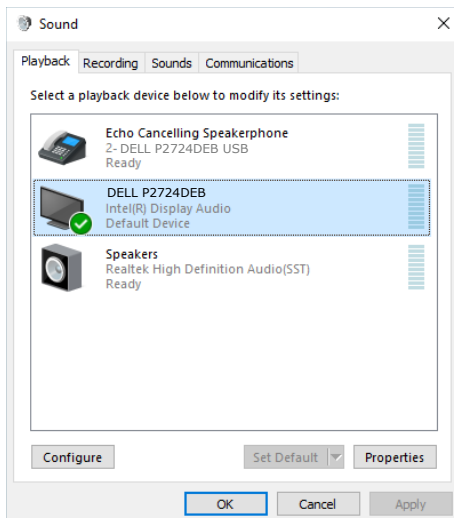 Sound
Playback Recording Sounds Communications
Select a playback device below to modify its settings:
Echo Cancelling Speakerphone
2- DELL P2724DEB USB
Ready
DELL P2724DEB
Intel(R) Display Audio
Default Device
Speakers
Realtek High Definition Audio(SST)
Ready
Configure Set Default Properties
OK Cancel Apply